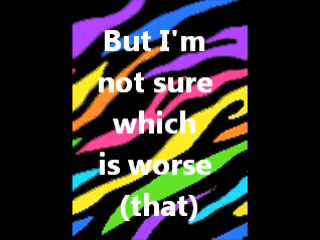 But I'm
not sure
which
is worse
(that)